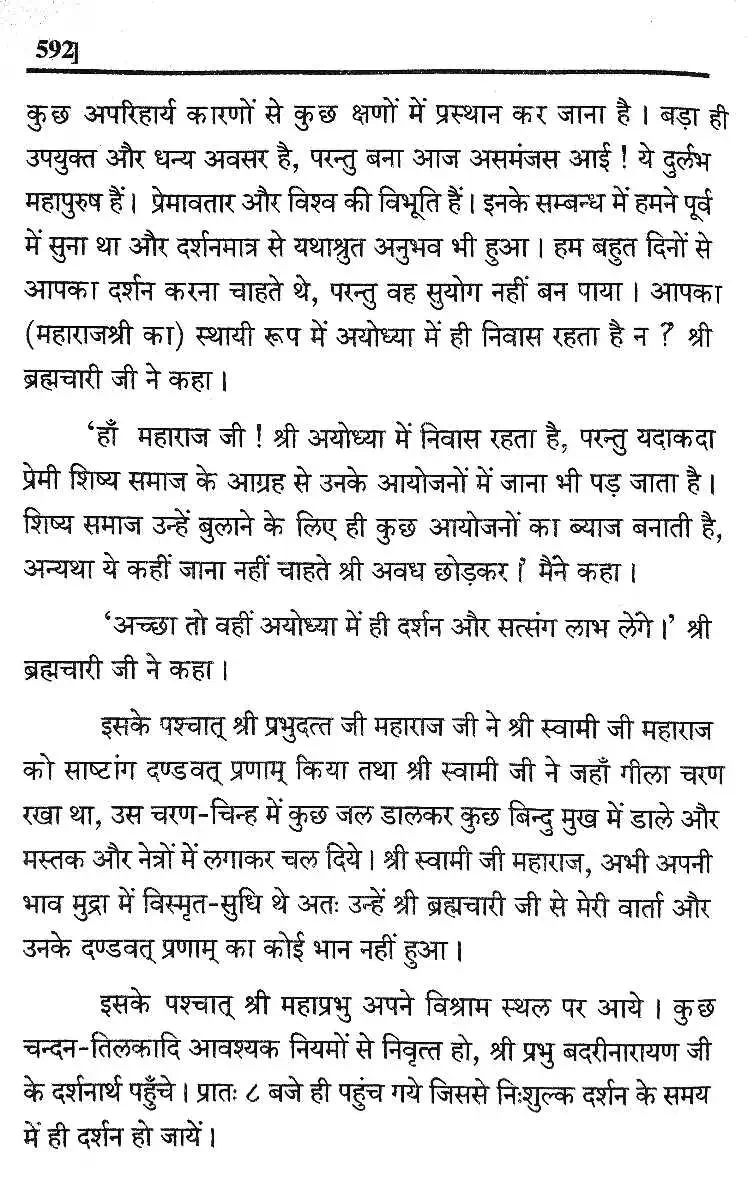 592]
कुछ अपरिहार्य कारणों से कुछ क्षणों में प्रस्थान कर जाना है । बड़ा ही
उपयुक्त और धन्य अवसर है, परन्तु बना आज असमंजस आई ! ये दुर्लभ
महापुरुष हैं । प्रेमावतार और विश्व की विभूति हैं । इनके सम्बन्ध में हमने पूर्व
में सुना था और दर्शनमात्र से यथाश्रुत अनुभव भी हुआ । हम बहुत दिनों से
आपका दर्शन करना चाहते थे, परन्तु वह सुयोग नहीं बन पाया । आपका
(महाराजश्री का) स्थायी रूप में अयोध्या में ही निवास रहता है न ? श्री
ब्रह्मचारी जी ने कहा ।
‘हाँ महाराज जी ! श्री अयोध्या में निवास रहता है, परन्तु यदाकदा
प्रेमी शिष्य समाज के आग्रह से उनके आयोजनों में जाना भी पड़ जाता है ।
शिष्य समाज उन्हें बुलाने के लिए ही कुछ आयोजनों का ब्याज बनाती है,
अन्यथा ये कहीं जाना नहीं चाहते श्री अवध छोड़कर ।’ मैंने कहा ।
‘अच्छा तो वहीं अयोध्या में ही दर्शन और सत्संग लाभ लेंगे ।’ श्री
ब्रह्मचारी जी ने कहा ।
इसके पश्चात् श्री प्रभुदत्त जी महाराज जी ने श्री स्वामी जी महाराज
को साष्टांग दण्डवत् प्रणाम् किया तथा श्री स्वामी जी ने जहाँ गीला चरण
रखा था, उस चरण-चिन्ह में कुछ जल डालकर कुछ बिन्दु मुख में डाले और
मस्तक और नेत्रों में लगाकर चल दिये । श्री स्वामी जी महाराज, अभी अपनी
भाव मुद्रा में विस्मृत-सुधि थे अतः उन्हें श्री ब्रह्मचारी जी से मेरी वार्ता और
उनके दण्डवत् प्रणाम् का कोई भान नहीं हुआ ।
इसके पश्चात् श्री महाप्रभु अपने विश्राम स्थल पर आये । कुछ
चन्दन-तिलकादि आवश्यक नियमों से निवृत्त हो, श्री प्रभु बदरीनारायण जी
के दर्शनार्थ पहुँचे । प्रातः ८ बजे ही पहुंच गये जिससे निःशुल्क दर्शन के समय
में ही दर्शन हो जायें ।